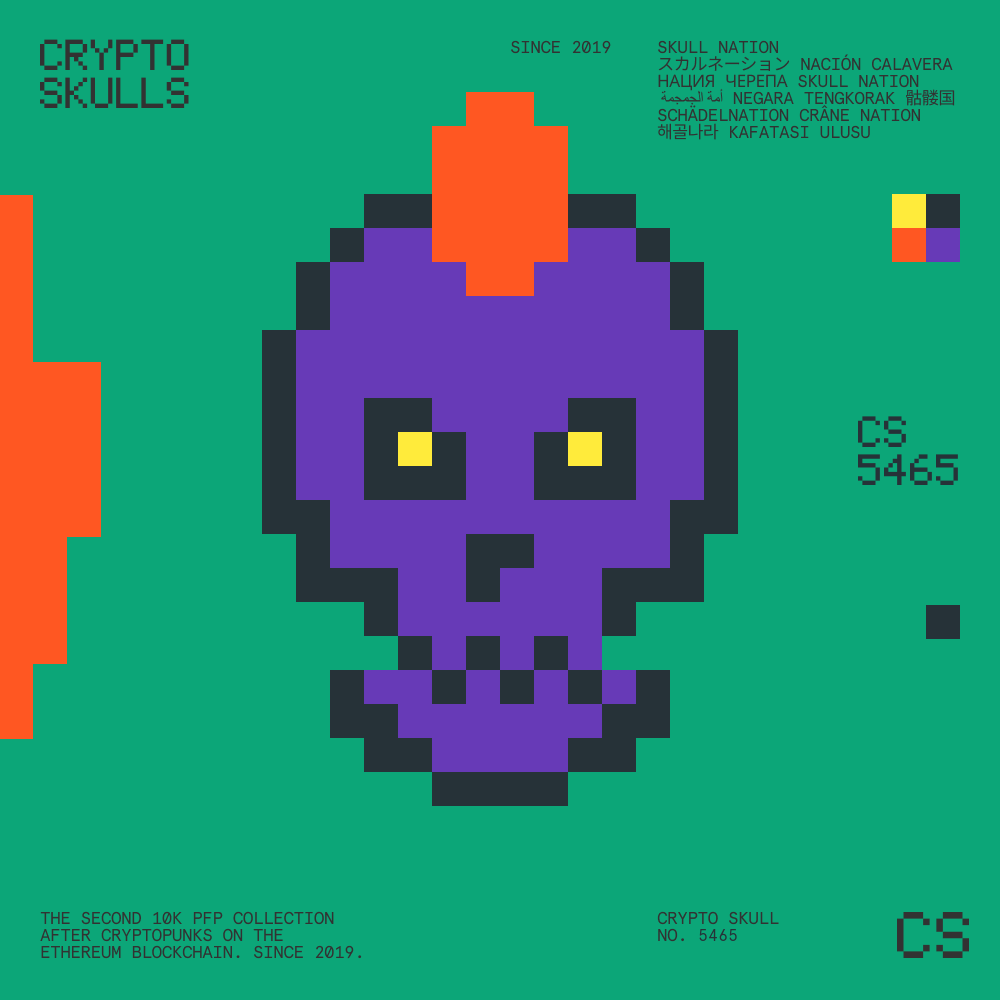 CRYPTO
SKULLS
SINCE 2019
SKULL NATION
スカルネーション NACIÓN CALAVERA
НАЦИЯ ЧЕРЕПА SKULL NATION
أمة الجمجمة NEGARA TENGKORAK 骷髅国
SCHÄDELNATION CRÂNE NATION
해골나라 KAFATASI ULUSU
CS
5465
THE SECOND 10K PFP COLLECTION
AFTER CRYPTOPUNKS ON THE
ETHEREUM BLOCKCHAIN. SINCE 2019.
CRYPTO SKULL
NO. 5465
CS